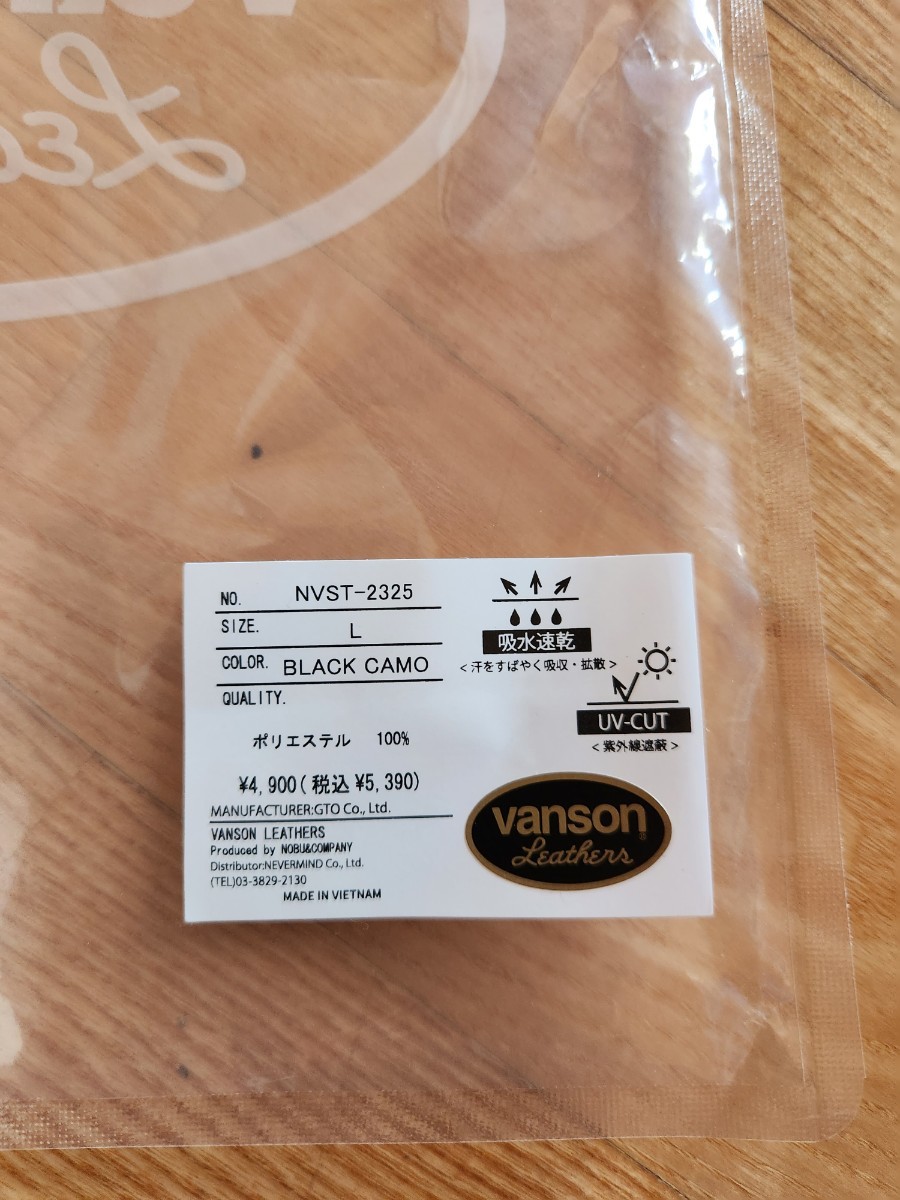 Lea
NO. NVST-2325
SIZE. L
COLOR. BLACK CAMO
QUALITY.
ポリエステル 100%
¥4,900(税込¥5,390)
MANUFACTURER:GTO Co., Ltd.
VANSON LEATHERS
Produced by NOBU&COMPANY
Distributor:NEVERMIND Co., Ltd.
(TEL)03-3829-2130
MADE IN VIETNAM
吸水速乾
<汗をすばやく吸収・拡散>
UV-CUT
<紫外線遮蔽>
vanson®
Leathers